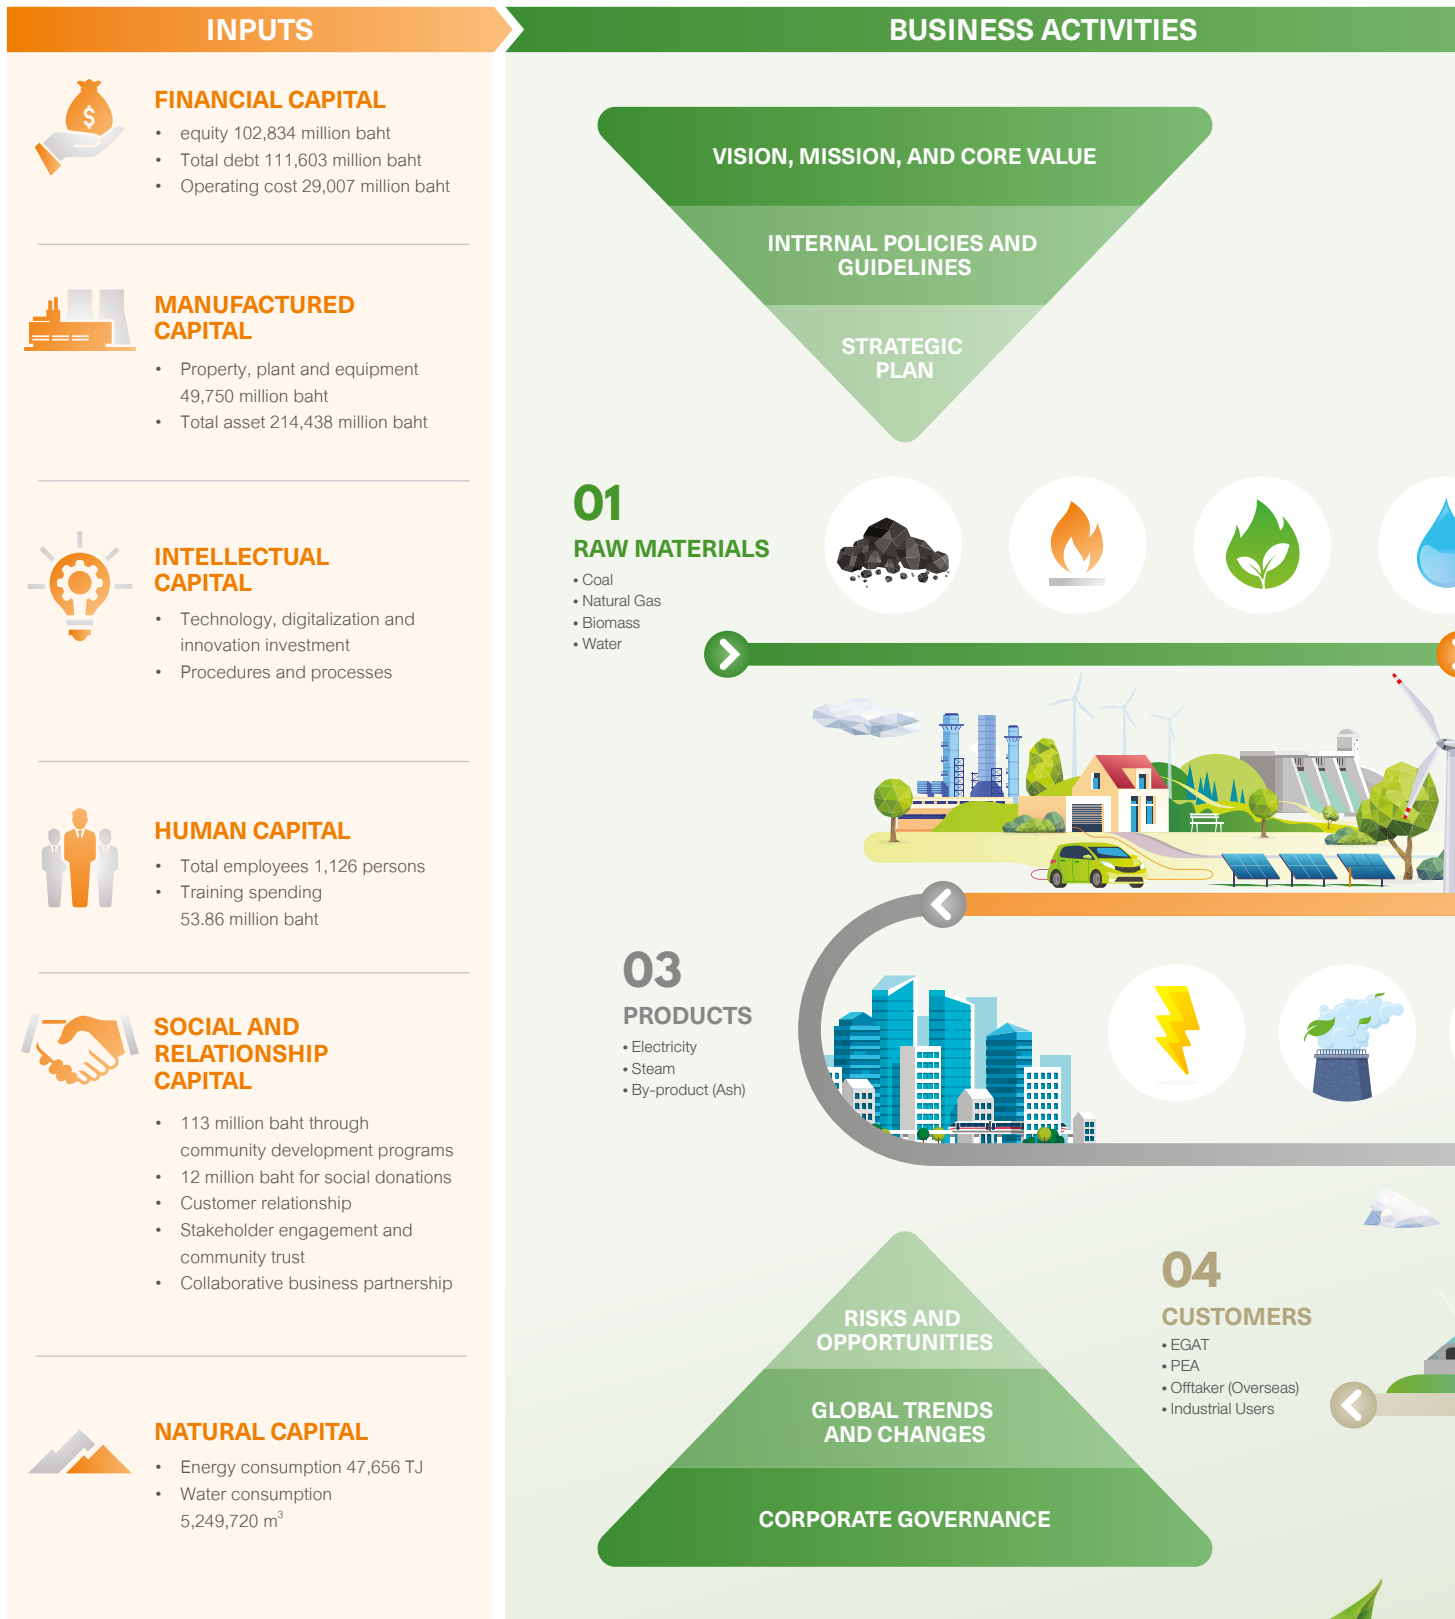 INPUTS
FINANCIAL CAPITAL
• equity 102,834 million baht
• Total debt 111,603 million baht
• Operating cost 29,007 million baht
MANUFACTURED
CAPITAL
• Property, plant and equipment
49,750 million baht
• Total asset 214,438 million baht
INTELLECTUAL
CAPITAL
• Technology, digitalization and
innovation investment
• Procedures and processes
HUMAN CAPITAL
• Total employees 1,126 persons
• Training spending
53.86 million baht
SOCIAL AND
RELATIONSHIP
CAPITAL
• 113 million baht through
community development programs
• 12 million baht for social donations
• Customer relationship
• Stakeholder engagement and
community trust
• Collaborative business partnership
NATURAL CAPITAL
• Energy consumption 47,656 TJ
• Water consumption
5,249,720 m³
BUSINESS ACTIVITIES
VISION, MISSION, AND CORE VALUE
INTERNAL POLICIES AND
GUIDELINES
STRATEGIC
PLAN
01
RAW MATERIALS
• Coal
• Natural Gas
• Biomass
• Water
03
PRODUCTS
• Electricity
• Steam
• By-product (Ash)
04
CUSTOMERS
• EGAT
• PEA
• Offtaker (Overseas)
• Industrial Users
RISKS AND
OPPORTUNITIES
GLOBAL TRENDS
AND CHANGES
CORPORATE GOVERNANCE